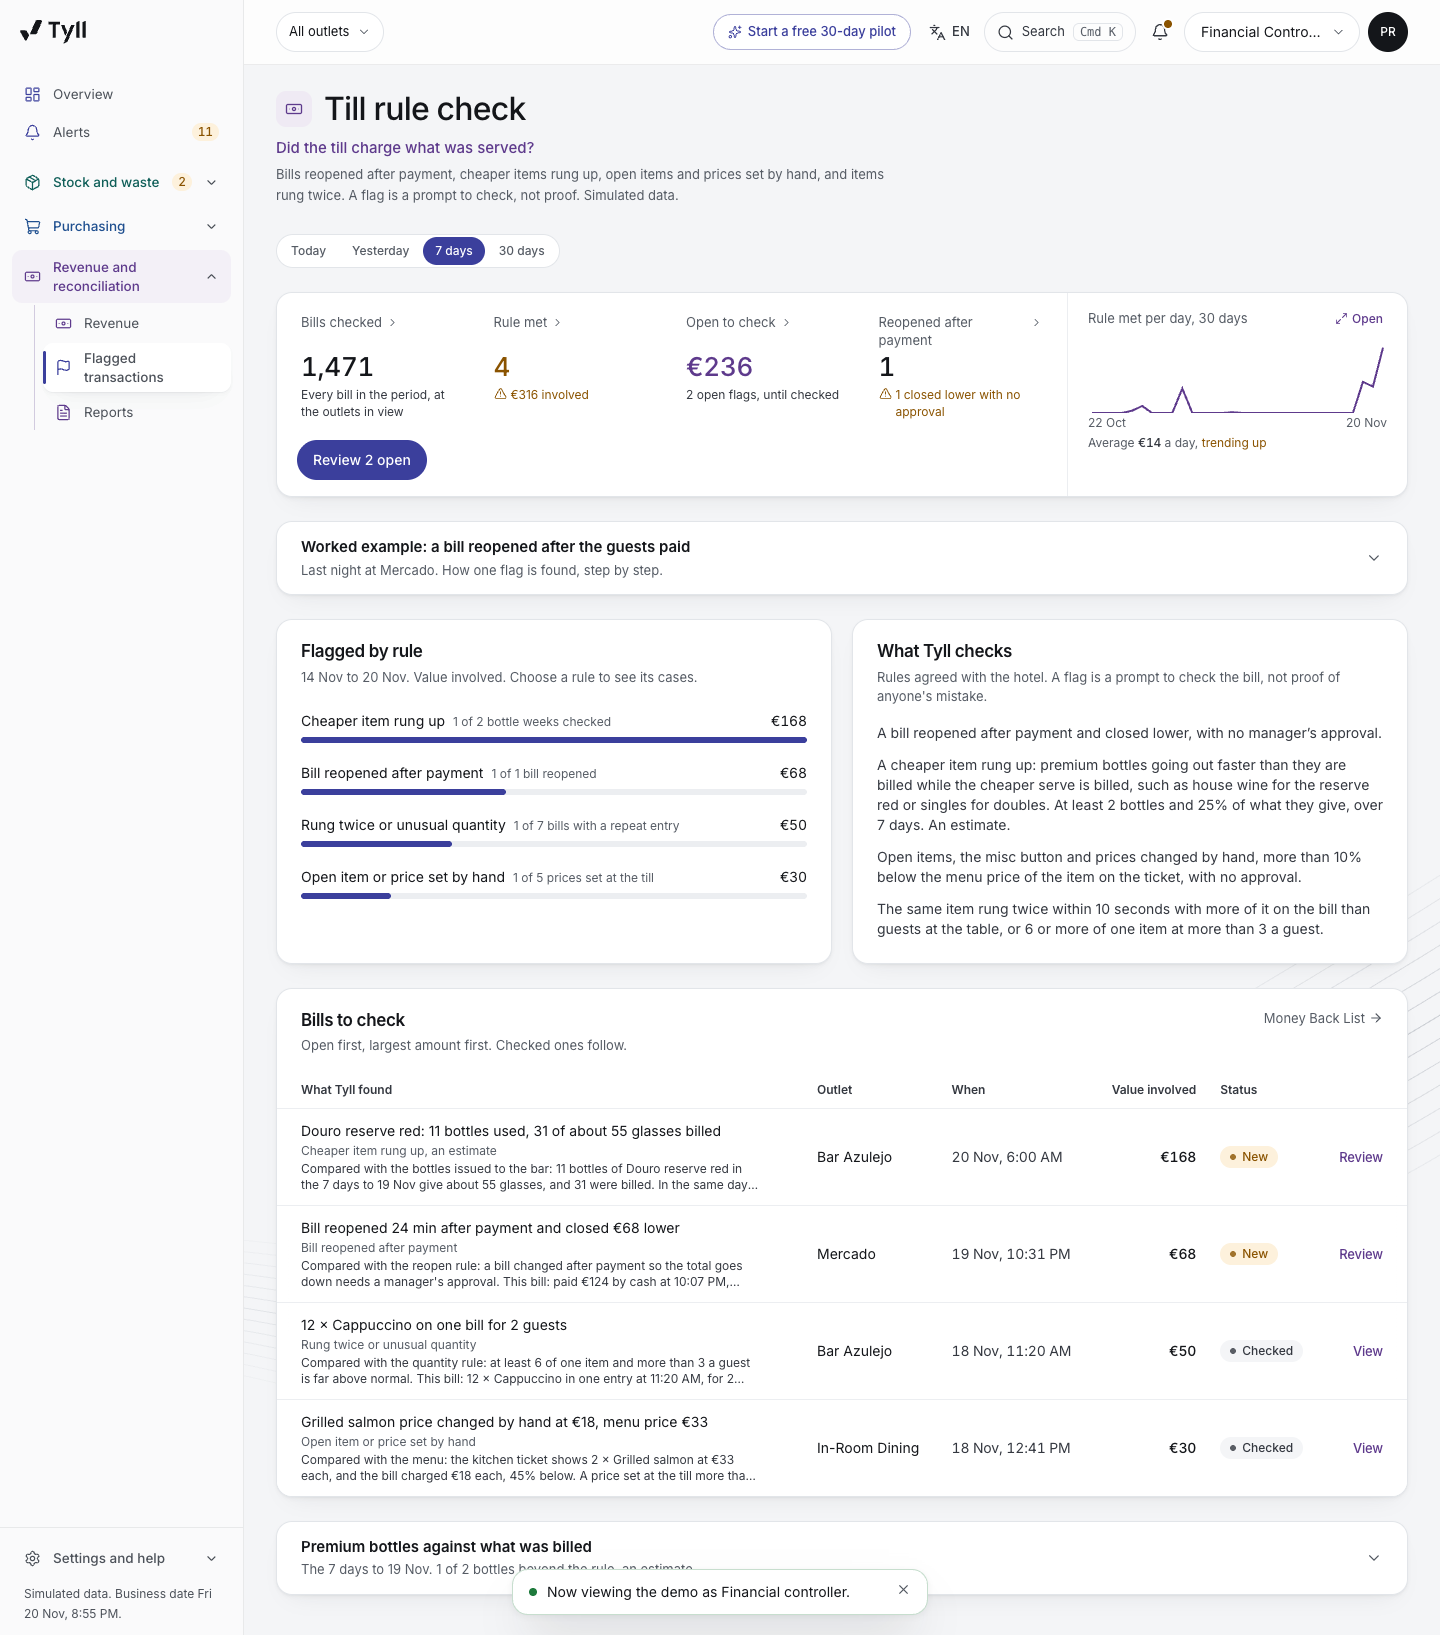 Tyll
All outlets
Start a free 30-day pilot
EN
Search
Cmd K
Financial Contro...
PR
Overview
Alerts
11
Stock and waste
2
Purchasing
Revenue and
reconciliation
Revenue
Flagged
transactions
Reports
Till rule check
Did the till charge what was served?
Bills reopened after payment, cheaper items rung up, open items and prices set by hand, and items
rung twice. A flag is a prompt to check, not proof. Simulated data.
Today
Yesterday
7 days
30 days
Bills checked
1,471
Every bill in the period, at
the outlets in view
Rule met
4
€316 involved
Open to check
€236
2 open flags, until checked
Reopened after
payment
1
1 closed lower with no
approval
Review 2 open
Rule met per day, 30 days
Open
22 Oct
20 Nov
Average €14 a day, trending up
Worked example: a bill reopened after the guests paid
Last night at Mercado. How one flag is found, step by step.
Flagged by rule
14 Nov to 20 Nov. Value involved. Choose a rule to see its cases.
Cheaper item rung up 1 of 2 bottle weeks checked €168
Bill reopened after payment 1 of 1 bill reopened €68
Rung twice or unusual quantity 1 of 7 bills with a repeat entry €50
Open item or price set by hand 1 of 5 prices set at the till €30
What Tyll checks
Rules agreed with the hotel. A flag is a prompt to check the bill, not proof of
anyone's mistake.
A bill reopened after payment and closed lower, with no manager’s approval.
A cheaper item rung up: premium bottles going out faster than they are
billed while the cheaper serve is billed, such as house wine for the reserve
red or singles for doubles. At least 2 bottles and 25% of what they give, over
7 days. An estimate.
Open items, the misc button and prices changed by hand, more than 10%
below the menu price of the item on the ticket, with no approval.
The same item rung twice within 10 seconds with more of it on the bill than
guests at the table, or 6 or more of one item at more than 3 a guest.
Bills to check
Open first, largest amount first. Checked ones follow.
Money Back List
What Tyll found
Outlet
When
Value involved
Status
Douro reserve red: 11 bottles used, 31 of about 55 glasses billed
Cheaper item rung up, an estimate
Compared with the bottles issued to the bar: 11 bottles of Douro reserve red in
the 7 days to 19 Nov give about 55 glasses, and 31 were billed. In the same day...
Bar Azulejo
20 Nov, 6:00 AM
€168
New
Review
Bill reopened 24 min after payment and closed €68 lower
Bill reopened after payment
Compared with the reopen rule: a bill changed after payment so the total goes
down needs a manager's approval. This bill: paid €124 by cash at 10:07 PM,...
Mercado
19 Nov, 10:31 PM
€68
New
Review
12 × Cappuccino on one bill for 2 guests
Rung twice or unusual quantity
Compared with the quantity rule: at least 6 of one item and more than 3 a guest
is far above normal. This bill: 12 × Cappuccino in one entry at 11:20 AM, for 2...
Bar Azulejo
18 Nov, 11:20 AM
€50
Checked
View
Grilled salmon price changed by hand at €18, menu price €33
Open item or price set by hand
Compared with the menu: the kitchen ticket shows 2 × Grilled salmon at €33
each, and the bill charged €18 each, 45% below. A price set at the till more tha...
In-Room Dining
18 Nov, 12:41 PM
€30
Checked
View
Premium bottles against what was billed
The 7 days to 19 Nov. 1 of 2 bottles beyond the rule, an estimate
Now viewing the demo as Financial controller.
Settings and help
Simulated data. Business date Fri
20 Nov, 8:55 PM.